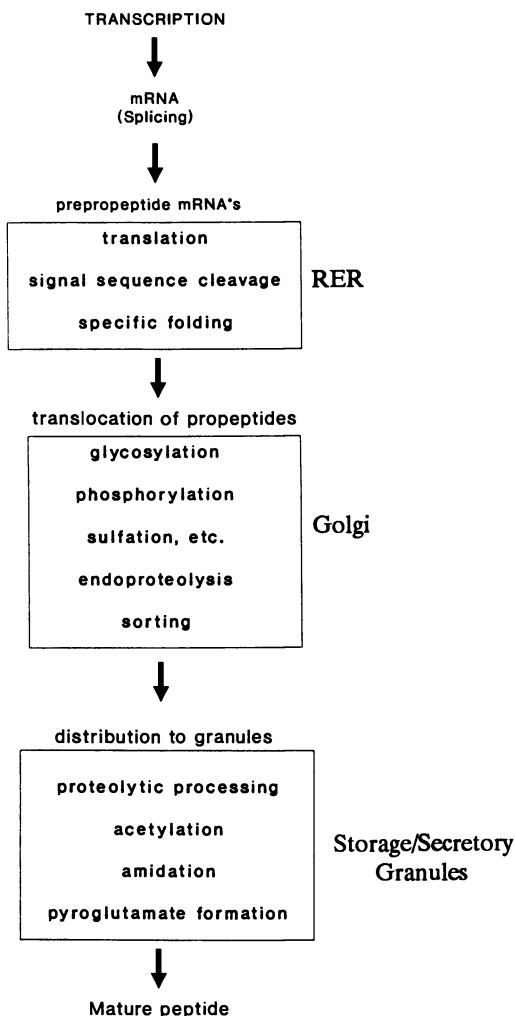 TRANSCRIPTION
mRNA
(Splicing)
prepropeptide mRNA's
translation
signal sequence cleavage
specific folding
RER
translocation of propeptides
glycosylation
phosphorylation
sulfation, etc.
endoproteolysis
sorting
Golgi
distribution to granules
proteolytic processing
acetylation
amidation
pyroglutamate formation
Storage/Secretory
Granules
Mature peptide